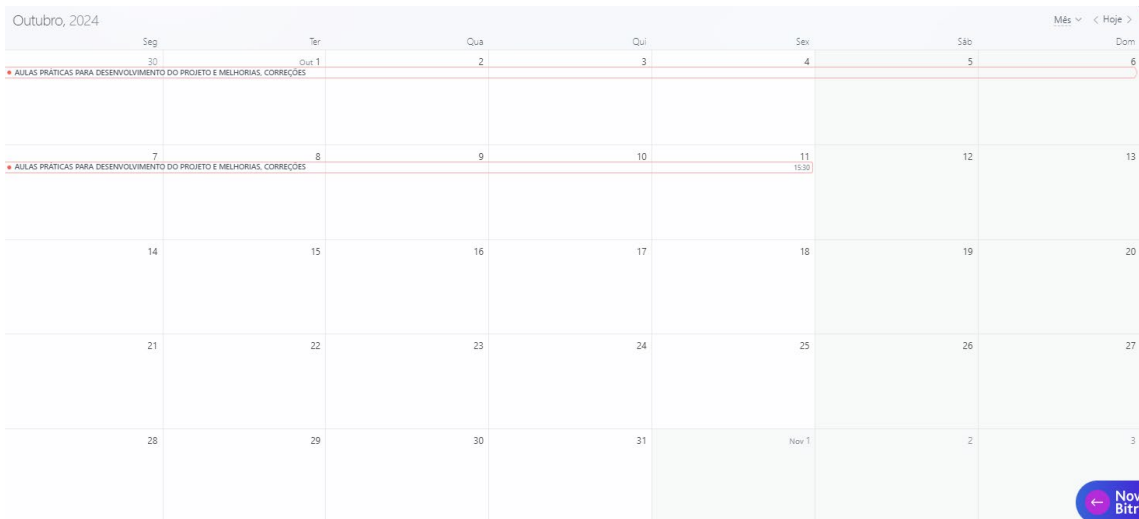 Outubro, 2024
Mês < Hoje >
Seg Ter Qua Qui Sex Sáb Dom
30 Out 1 2 3 4 5 6
AULAS PRÁTICAS PARA DESENVOLVIMENTO DO PROJETO E MELHORIAS, CORREÇÕES
7 8 9 10 11 12 13
AULAS PRÁTICAS PARA DESENVOLVIMENTO DO PROJETO E MELHORIAS, CORREÇÕES 15:30
14 15 16 17 18 19 20
21 22 23 24 25 26 27
28 29 30 31 Nov 1 2 3
Nov
Bitr